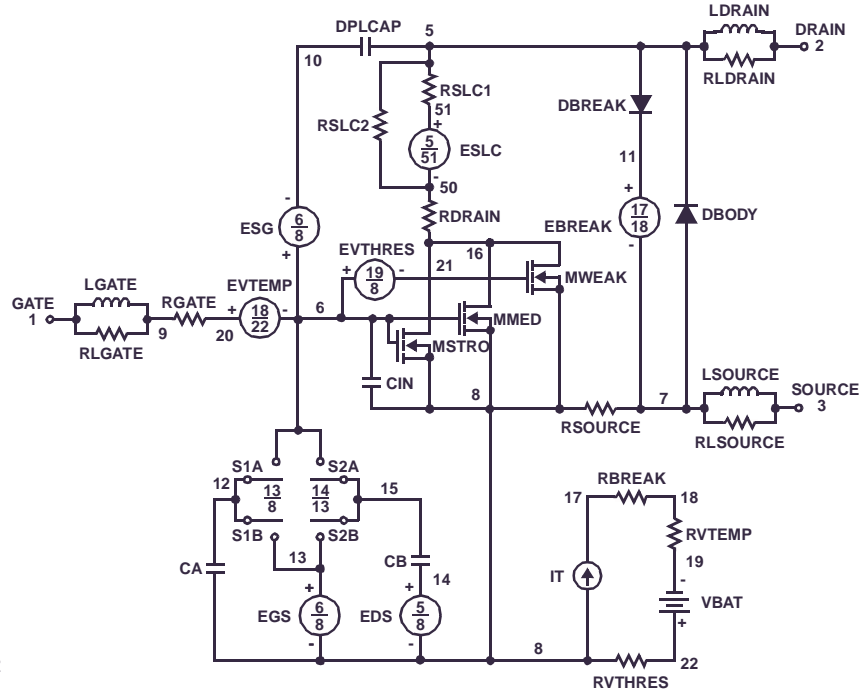 LDRAIN
DPLCAP
5
DRAIN
2
10
RLDRAIN
RSLC1
51
DBREAK
RSLC2
+
5
51
ESLC
-
50
11
-
RDRAIN
+
17
18
6
8
ESG
EBREAK
DBODY
+
EVTHRES
16
-
+
19
8
-
21
MWEAK
LGATE
EVTEMP
GATE
1
RGATE
+
18
22
-
6
MMED
9
20
MSTRO
RLGATE
LSOURCE
CIN
8
7
SOURCE
3
RSOURCE
RLSOURCE
S1A
S2A
12
13
8
14
13
15
RBREAK
17
18
S1B
S2B
RVTEMP
13
CB
19
CA
IT
-
14
+
+
VBAT
EGS
6
8
EDS
5
8
+
-
-
8
22
RVTHRES